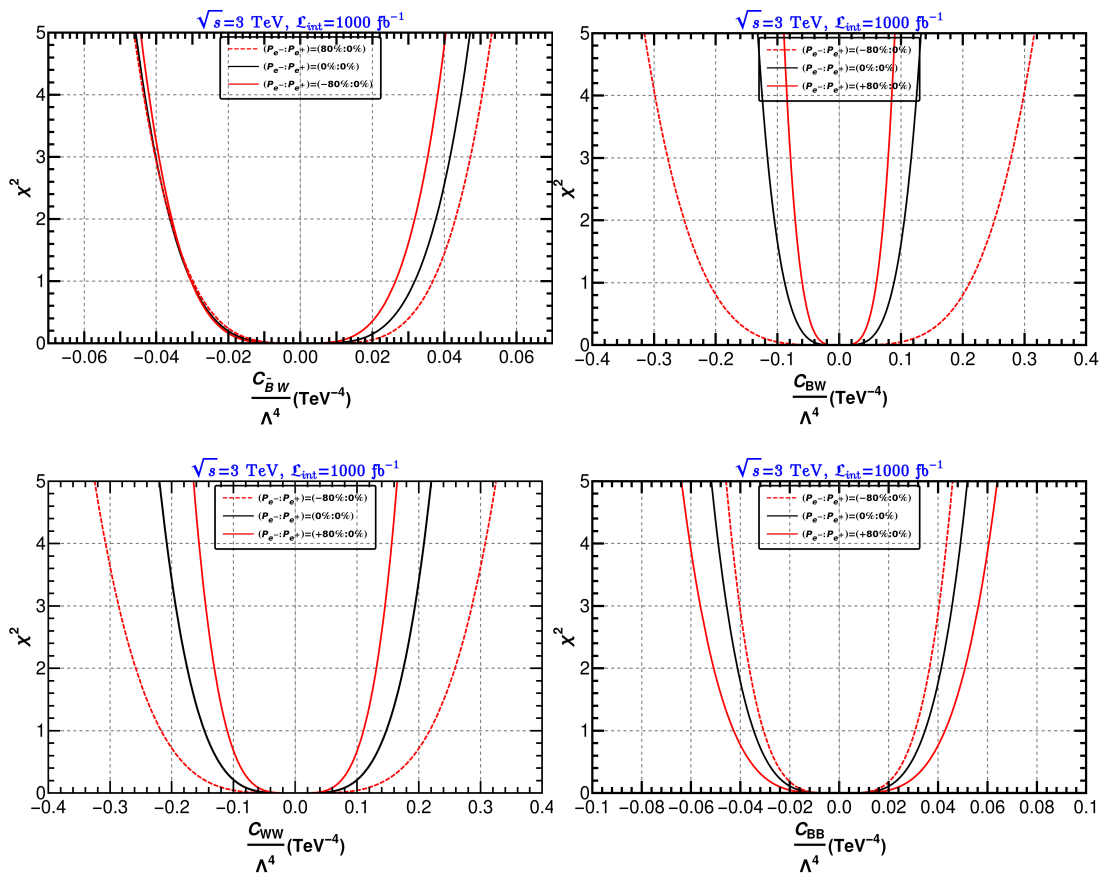 √s=3 TeV, ℒint=1000 fb⁻¹
5
4
3
2
1
0
χ²
(Pe−:Pe+)=(80%:0%)
(Pe−:Pe+)=(0%:0%)
(Pe−:Pe+)=(−80%:0%)
−0.06 −0.04 −0.02 0.00 0.02 0.04 0.06
C_B̃W/Λ⁴ (TeV⁻⁴)
√s=3 TeV, ℒint=1000 fb⁻¹
5
4
3
2
1
0
χ²
(Pe−:Pe+)=(−80%:0%)
(Pe−:Pe+)=(0%:0%)
(Pe−:Pe+)=(+80%:0%)
−0.4 −0.3 −0.2 −0.1 0.0 0.1 0.2 0.3 0.4
C_BW/Λ⁴ (TeV⁻⁴)
√s=3 TeV, ℒint=1000 fb⁻¹
5
4
3
2
1
0
χ²
(Pe−:Pe+)=(−80%:0%)
(Pe−:Pe+)=(0%:0%)
(Pe−:Pe+)=(+80%:0%)
−0.4 −0.3 −0.2 −0.1 0.0 0.1 0.2 0.3 0.4
C_WW/Λ⁴ (TeV⁻⁴)
√s=3 TeV, ℒint=1000 fb⁻¹
5
4
3
2
1
0
χ²
(Pe−:Pe+)=(−80%:0%)
(Pe−:Pe+)=(0%:0%)
(Pe−:Pe+)=(+80%:0%)
−0.1 −0.08 −0.06 −0.04 −0.02 0.0 0.02 0.04 0.06 0.08 0.1
C_BB/Λ⁴ (TeV⁻⁴)